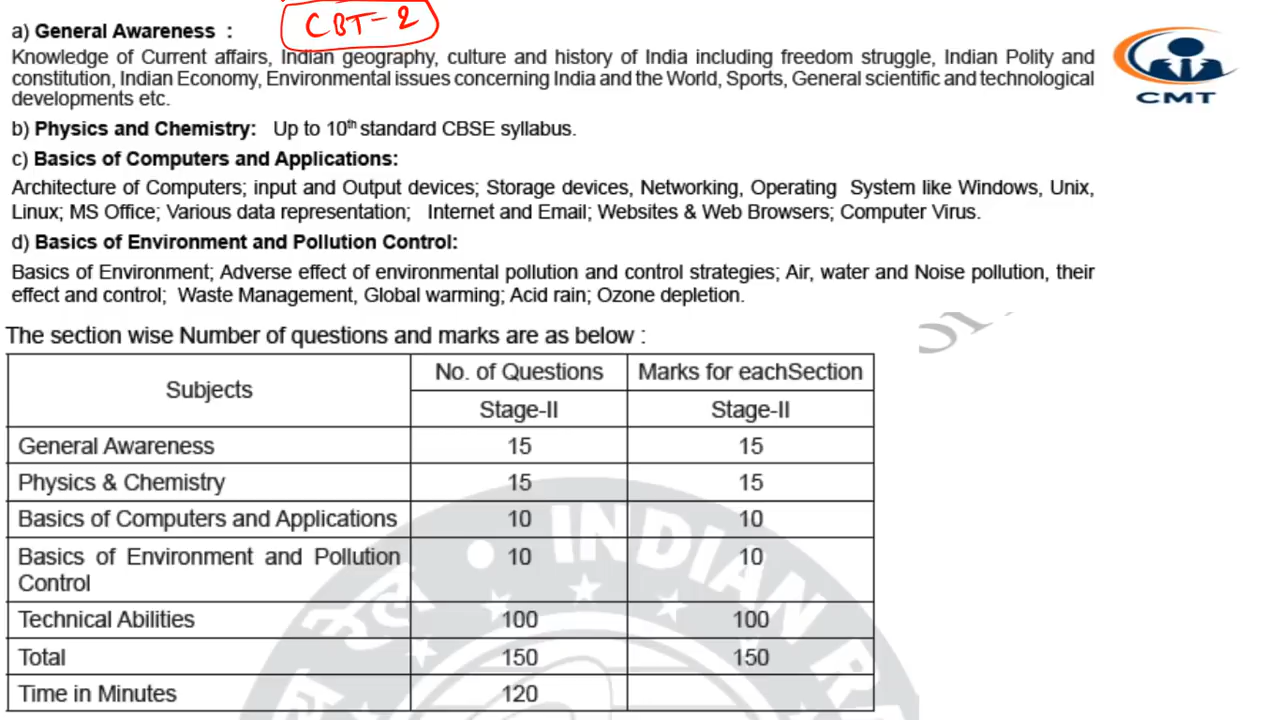 CBT-2
a) General Awareness :
Knowledge of Current affairs, Indian geography, culture and history of India including freedom struggle, Indian Polity and
constitution, Indian Economy, Environmental issues concerning India and the World, Sports, General scientific and technological
developments etc.
CMT
b) Physics and Chemistry: Up to 10th standard CBSE syllabus.
c) Basics of Computers and Applications:
Architecture of Computers; input and Output devices; Storage devices, Networking, Operating System like Windows, Unix,
Linux; MS Office; Various data representation; Internet and Email; Websites & Web Browsers; Computer Virus.
d) Basics of Environment and Pollution Control:
Basics of Environment; Adverse effect of environmental pollution and control strategies; Air, water and Noise pollution, their
effect and control; Waste Management, Global warming; Acid rain; Ozone depletion.
The section wise Number of questions and marks are as below :
Subjects No. of Questions Marks for eachSection
Stage-II Stage-II
General Awareness 15 15
Physics & Chemistry 15 15
Basics of Computers and Applications 10 10
Basics of Environment and Pollution 10 10
Control
Technical Abilities 100 100
Total 150 150
Time in Minutes 120
INDIAN